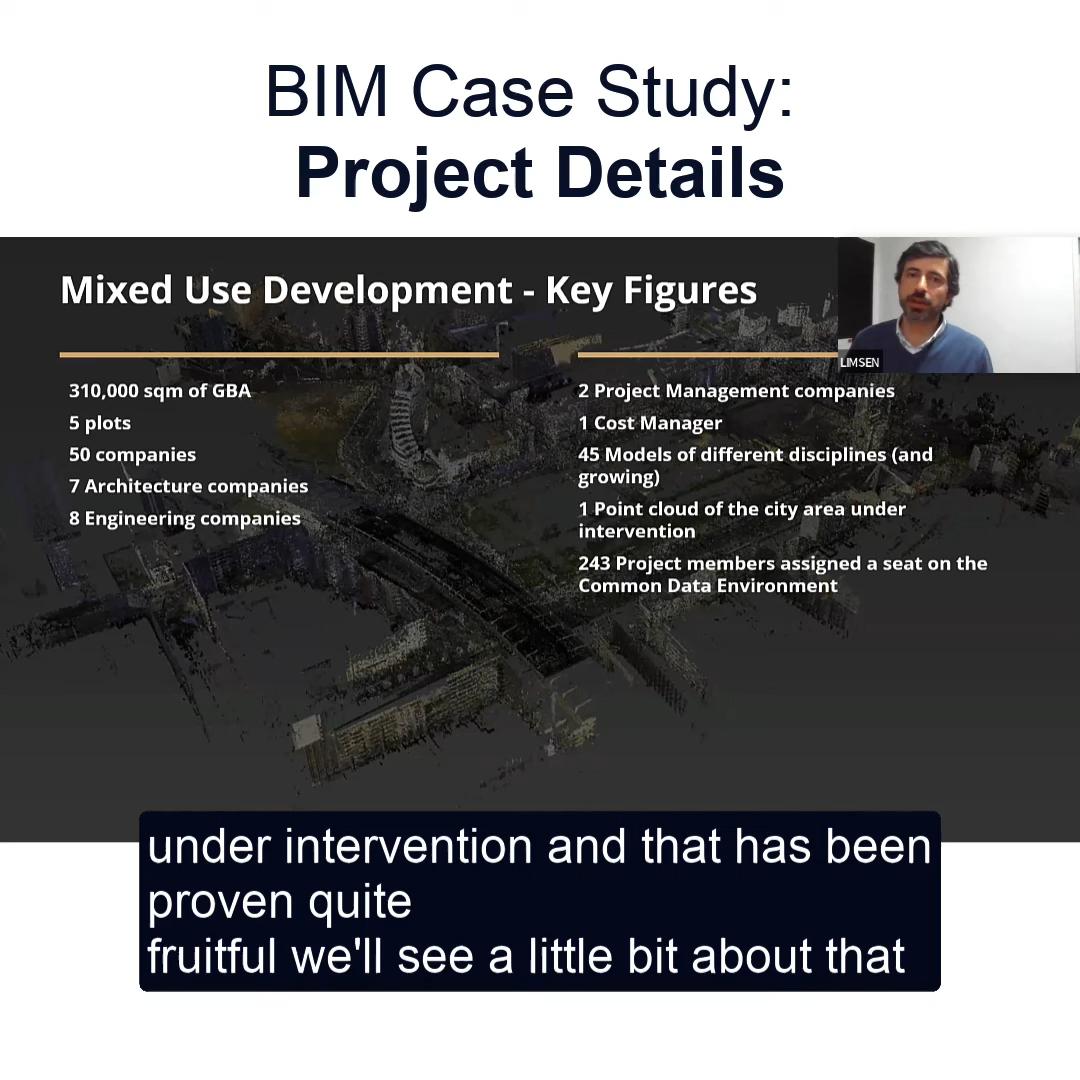 BIM Case Study:
Project Details
Mixed Use Development - Key Figures
LIMSEN
310,000 sqm of GBA
5 plots
50 companies
7 Architecture companies
8 Engineering companies
2 Project Management companies
1 Cost Manager
45 Models of different disciplines (and
growing)
1 Point cloud of the city area under
intervention
243 Project members assigned a seat on the
Common Data Environment
under intervention and that has been
proven quite
fruitful we'll see a little bit about that